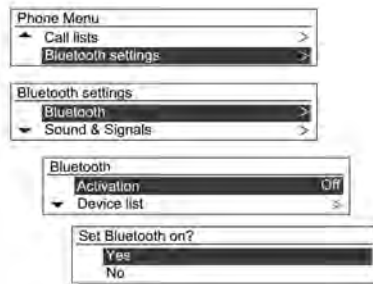 Phone Menu
Call lists >
Bluetooth settings >
Bluetooth settings
Bluetooth >
Sound & Signals >
Bluetooth
Activation Off
Device list >
Set Bluetooth on?
Yes
No